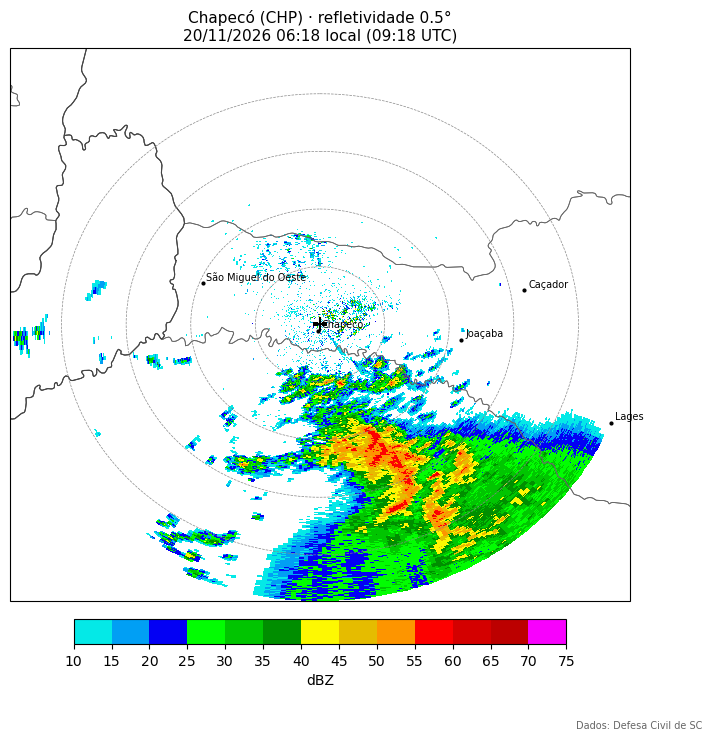 Chapecó (CHP) · refletividade 0.5°
20/11/2026 06:18 local (09:18 UTC)
São Miguel do Oeste
Caçador
Chapecó
Joaçaba
Lages
10 15 20 25 30 35 40 45 50 55 60 65 70 75
dBZ
Dados: Defesa Civil de SC